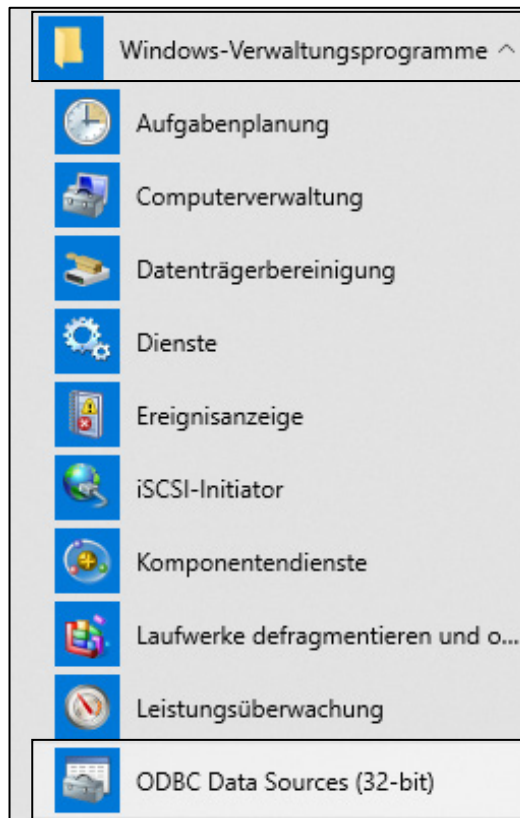 Windows-Verwaltungsprogramme
Aufgabenplanung
Computerverwaltung
Datenträgerbereinigung
Dienste
Ereignisanzeige
iSCSI-Initiator
Komponentendienste
Laufwerke defragmentieren und o...
Leistungsüberwachung
ODBC Data Sources (32-bit)